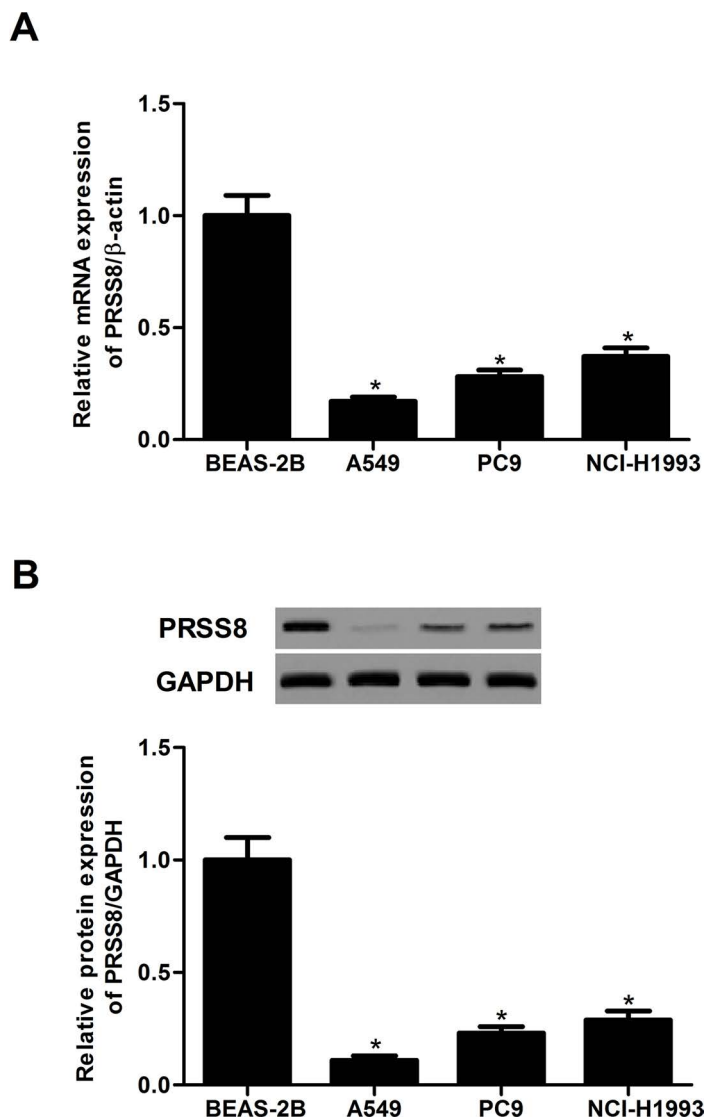 A
Relative mRNA expression
of PRSS8/β-actin
1.5
1.0
0.5
0.0
*
*
*
BEAS-2B A549 PC9 NCI-H1993
B
PRSS8
GAPDH
Relative protein expression
of PRSS8/GAPDH
1.5
1.0
0.5
0.0
*
*
*
BEAS-2B A549 PC9 NCI-H1993